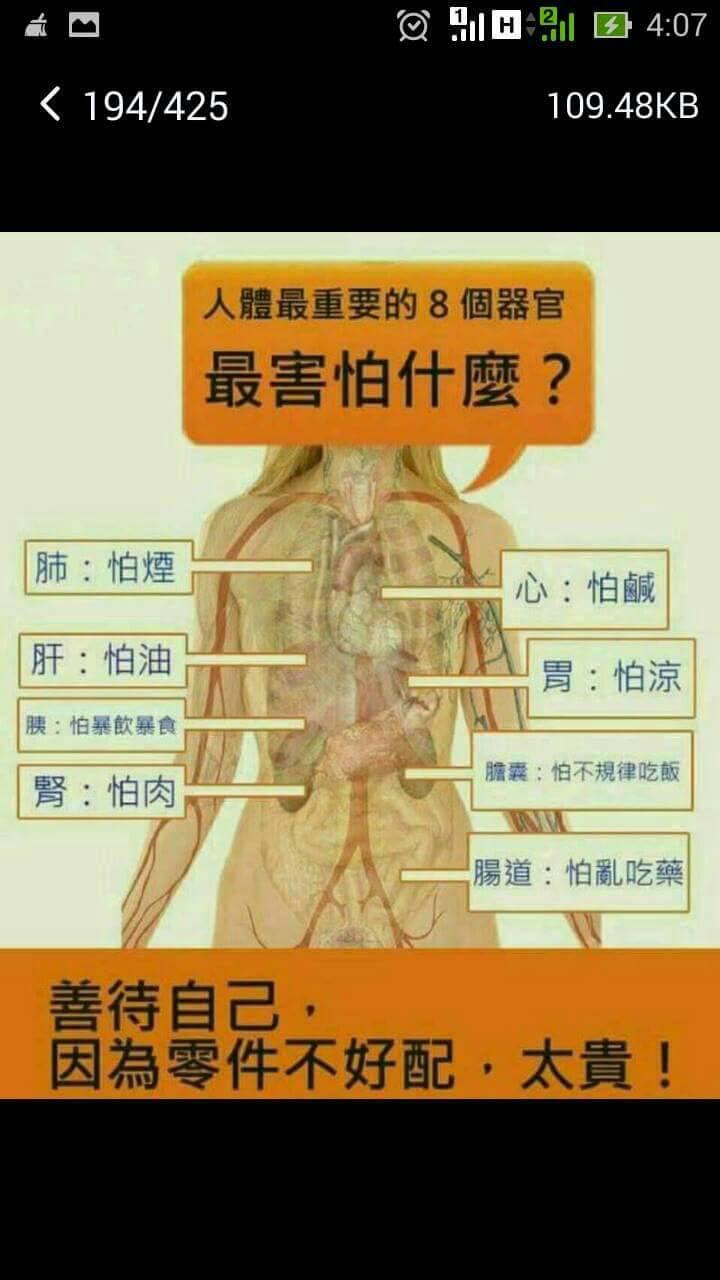 4:07
194/425
109.48KB
人體最重要的8個器官
最害怕什麼？
肺：怕煙
心：怕鹹
肝：怕油
胃：怕涼
胰：怕暴飲暴食
膽囊：怕不規律吃飯
腎：怕肉
腸道：怕亂吃藥
善待自己，
因為零件不好配，太貴！
1
H
2